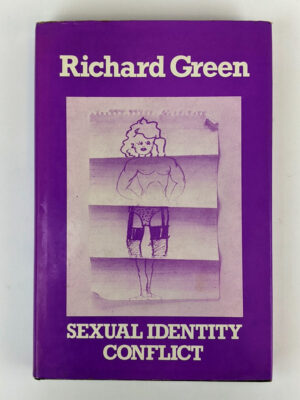 Richard Green
SEXUAL IDENTITY
CONFLICT